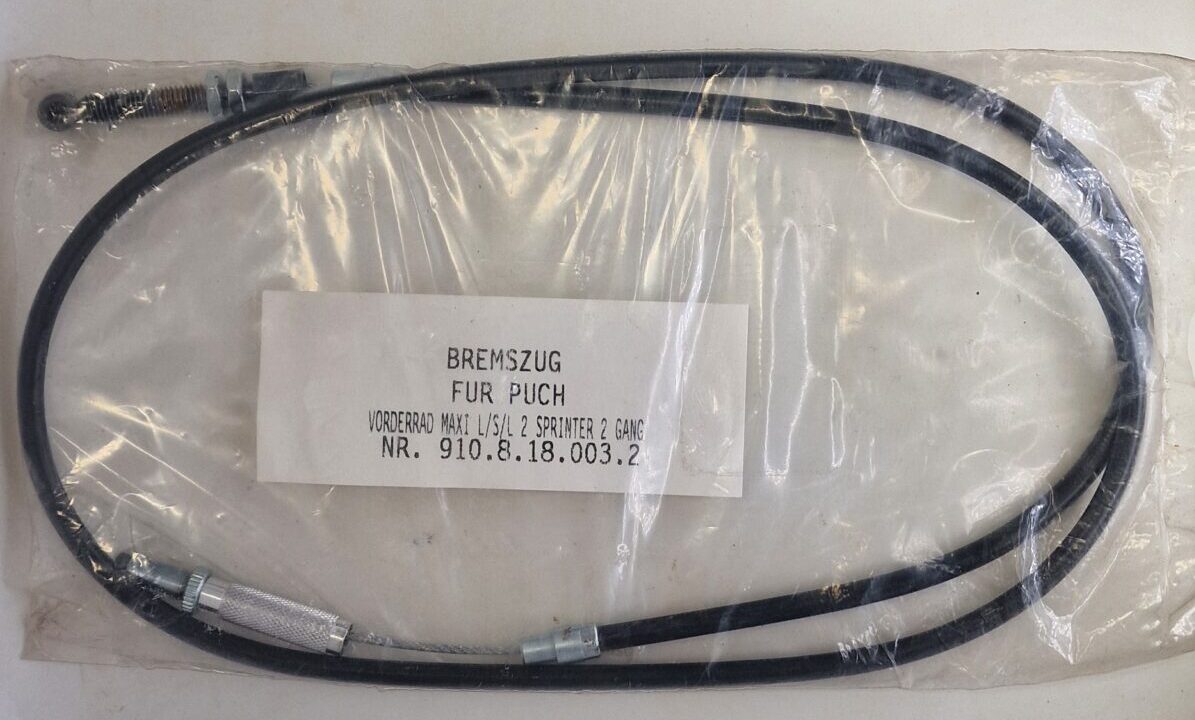 BREMSZUG
FUR PUCH
VORDERRAD MAXI L/S/L 2 SPRINTER 2 GANG
NR. 910.8.18.003.2